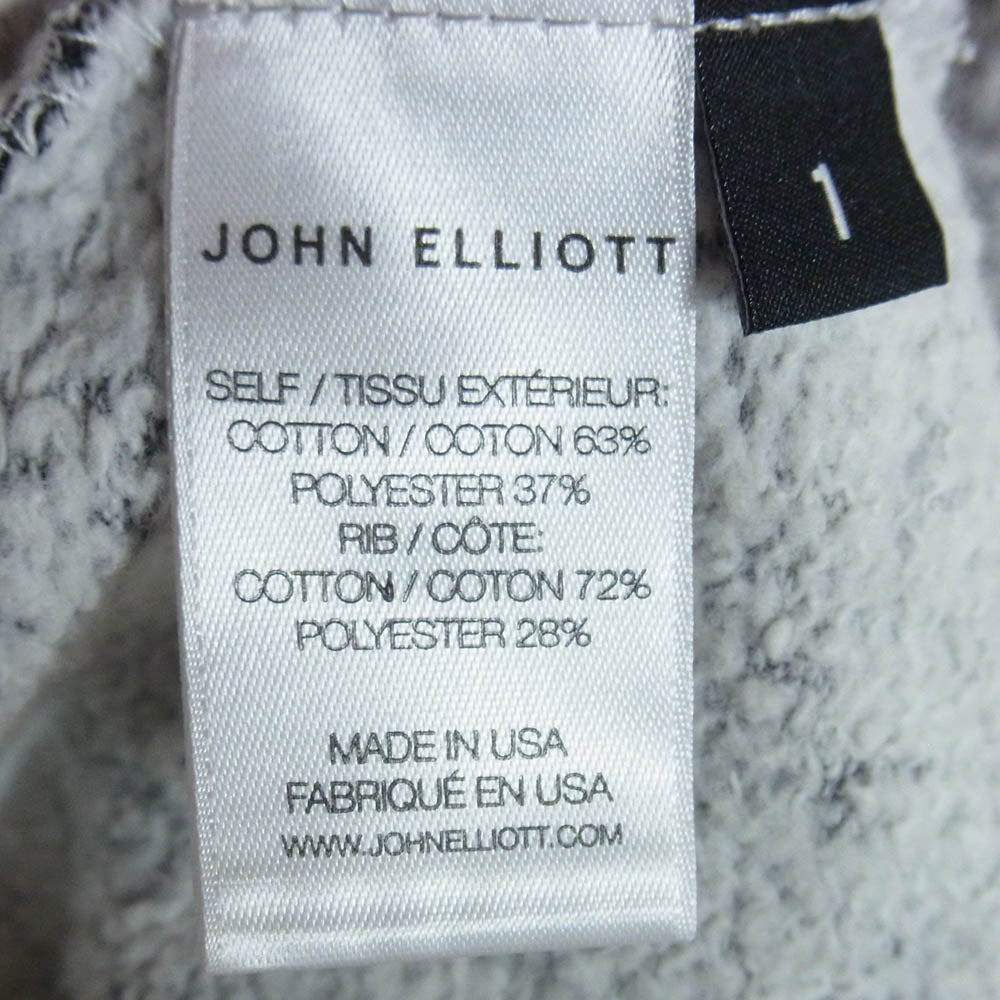 JOHN ELLIOTT
1
SELF / TISSU EXTÉRIEUR:
COTTON / COTON 63%
POLYESTER 37%
RIB / CÔTE:
COTTON / COTON 72%
POLYESTER 28%
MADE IN USA
FABRIQUÉ EN USA
WWW.JOHNELLIOTT.COM